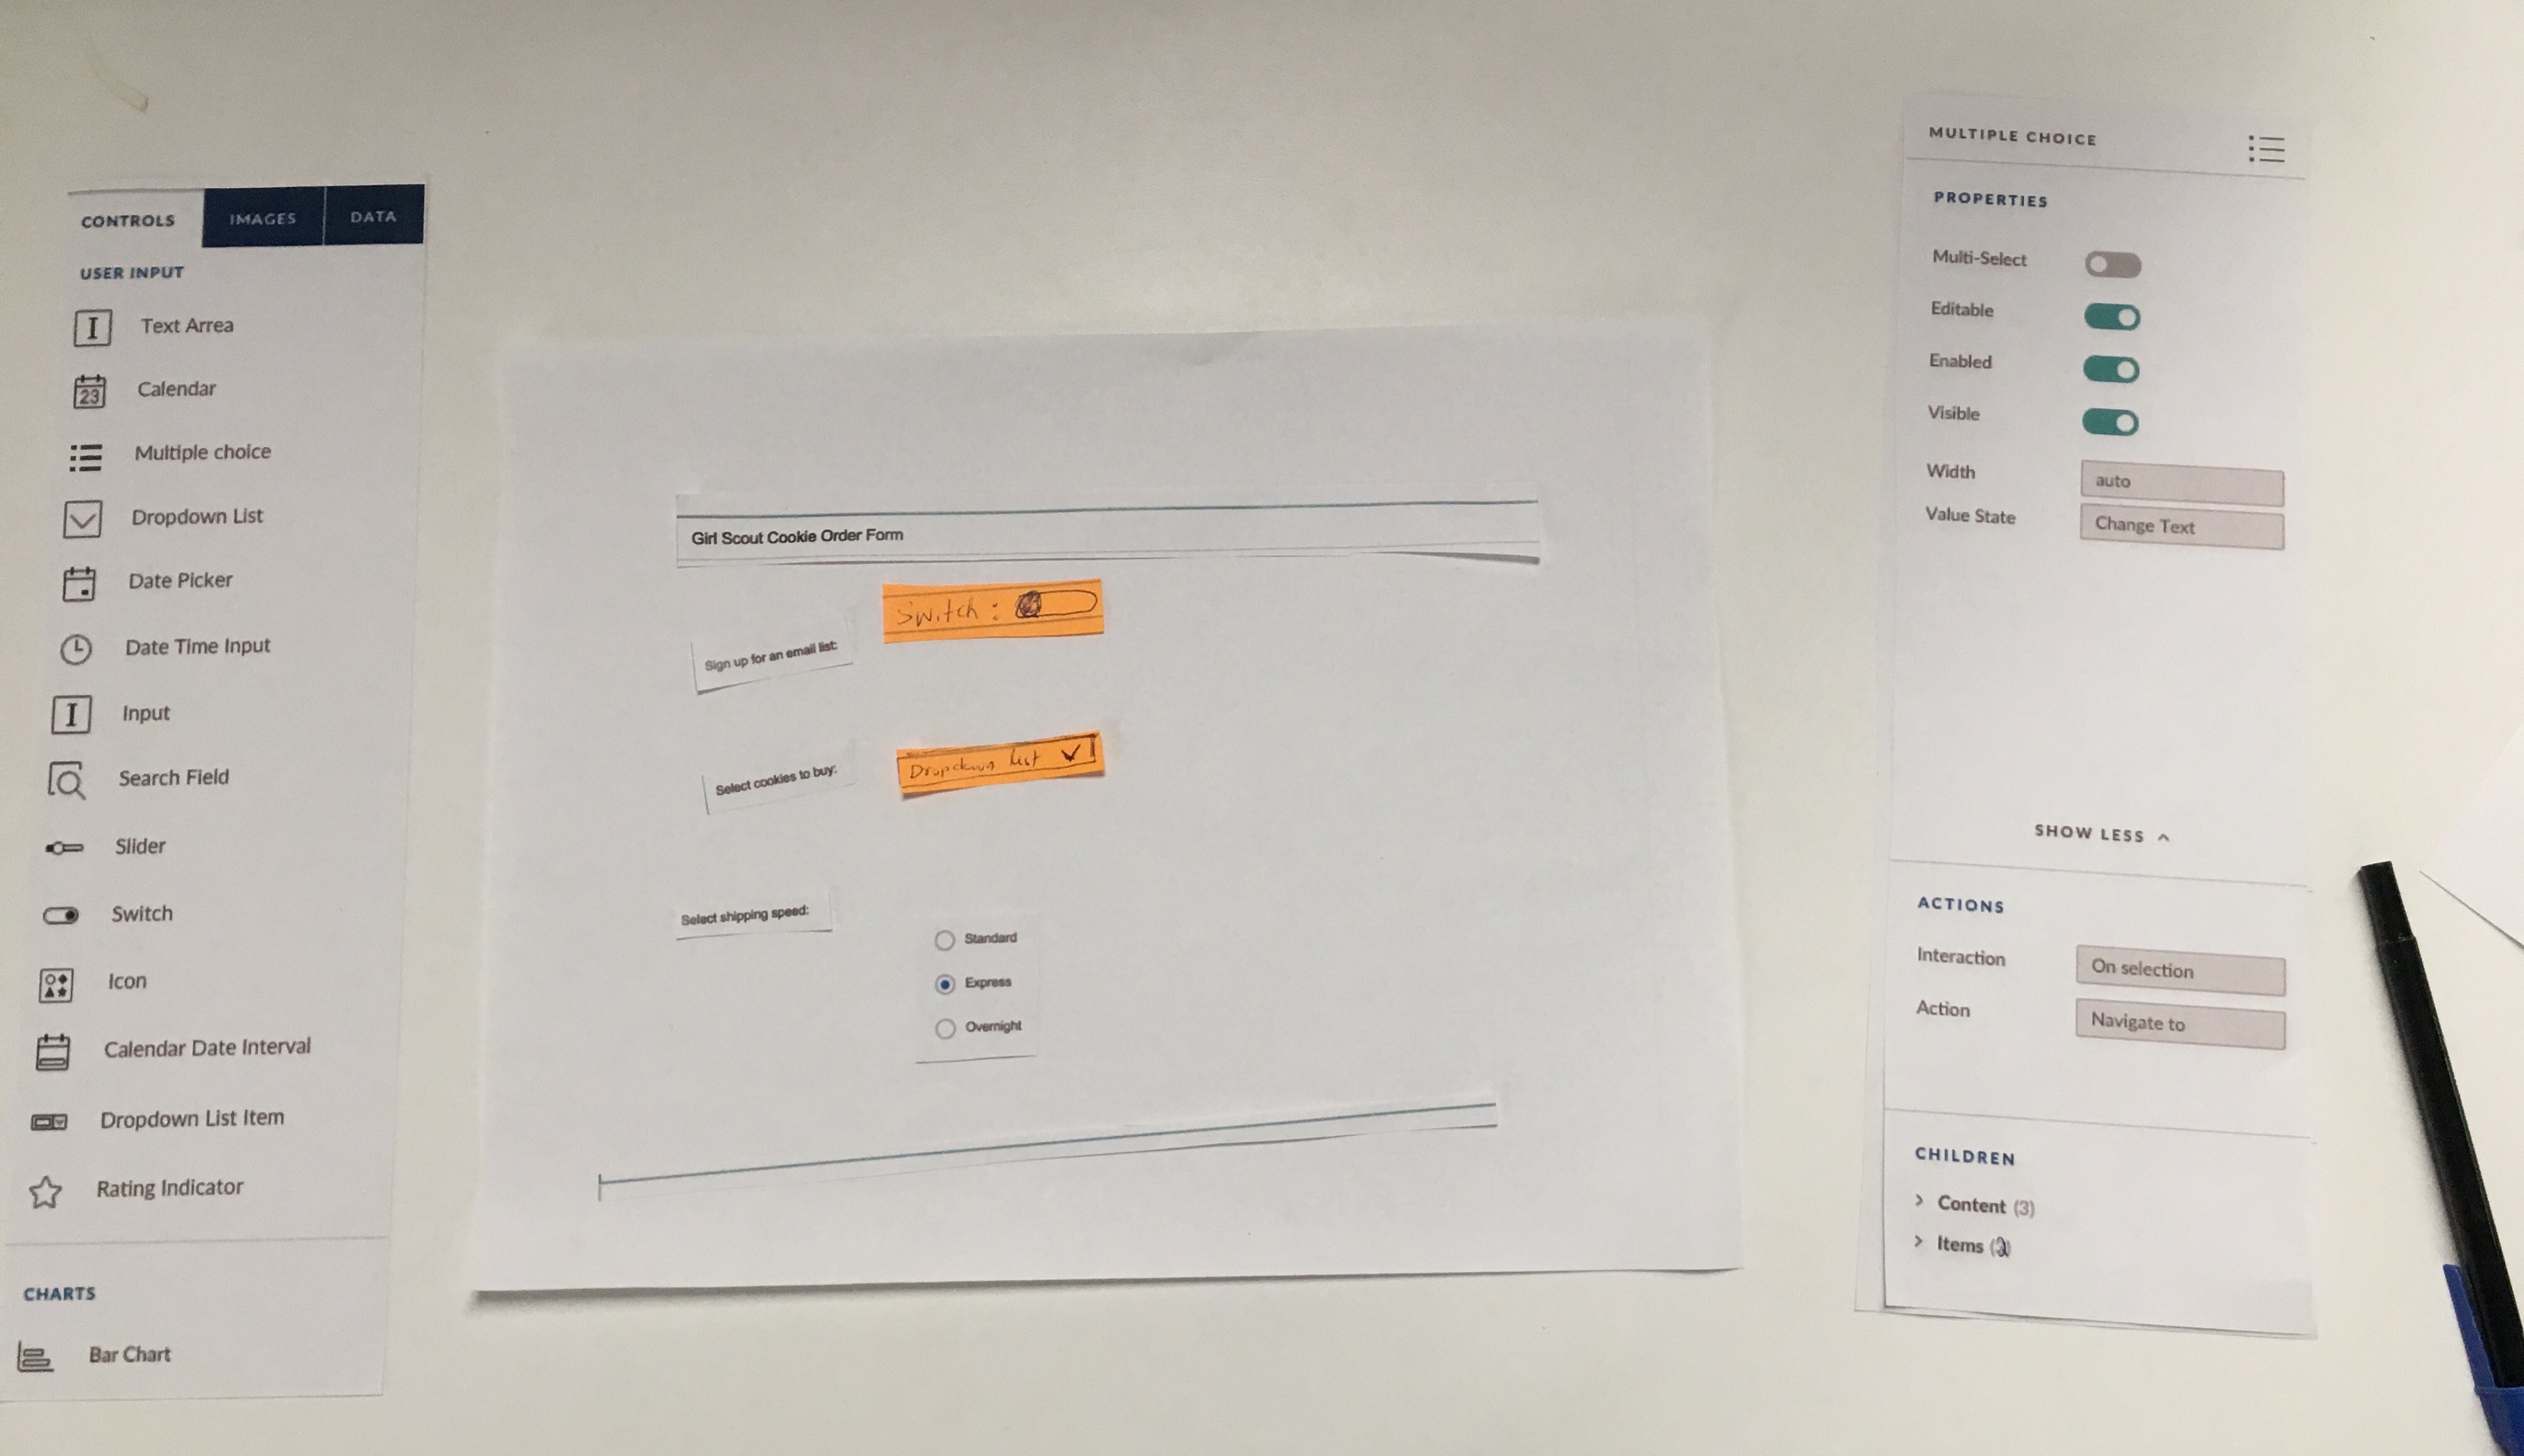 CONTROLS IMAGES DATA
USER INPUT
Text Area
23
Calendar
Multiple choice
Dropdown List
Date Picker
Date Time Input
I
Input
Search Field
Slider
Switch
Icon
Calendar Date Interval
Dropdown List Item
Rating Indicator
CHARTS
Bar Chart
Girl Scout Cookie Order Form
Sign up for an email list:
Switch :
Select cookies to buy:
Dropdown list
Select shipping speed:
Standard
Express
Overnight
MULTIPLE CHOICE
PROPERTIES
Multi-Select
Editable
Enabled
Visible
Width auto
Value State Change Text
SHOW LESS
ACTIONS
Interaction On selection
Action Navigate to
CHILDREN
Content (3)
Items (2)